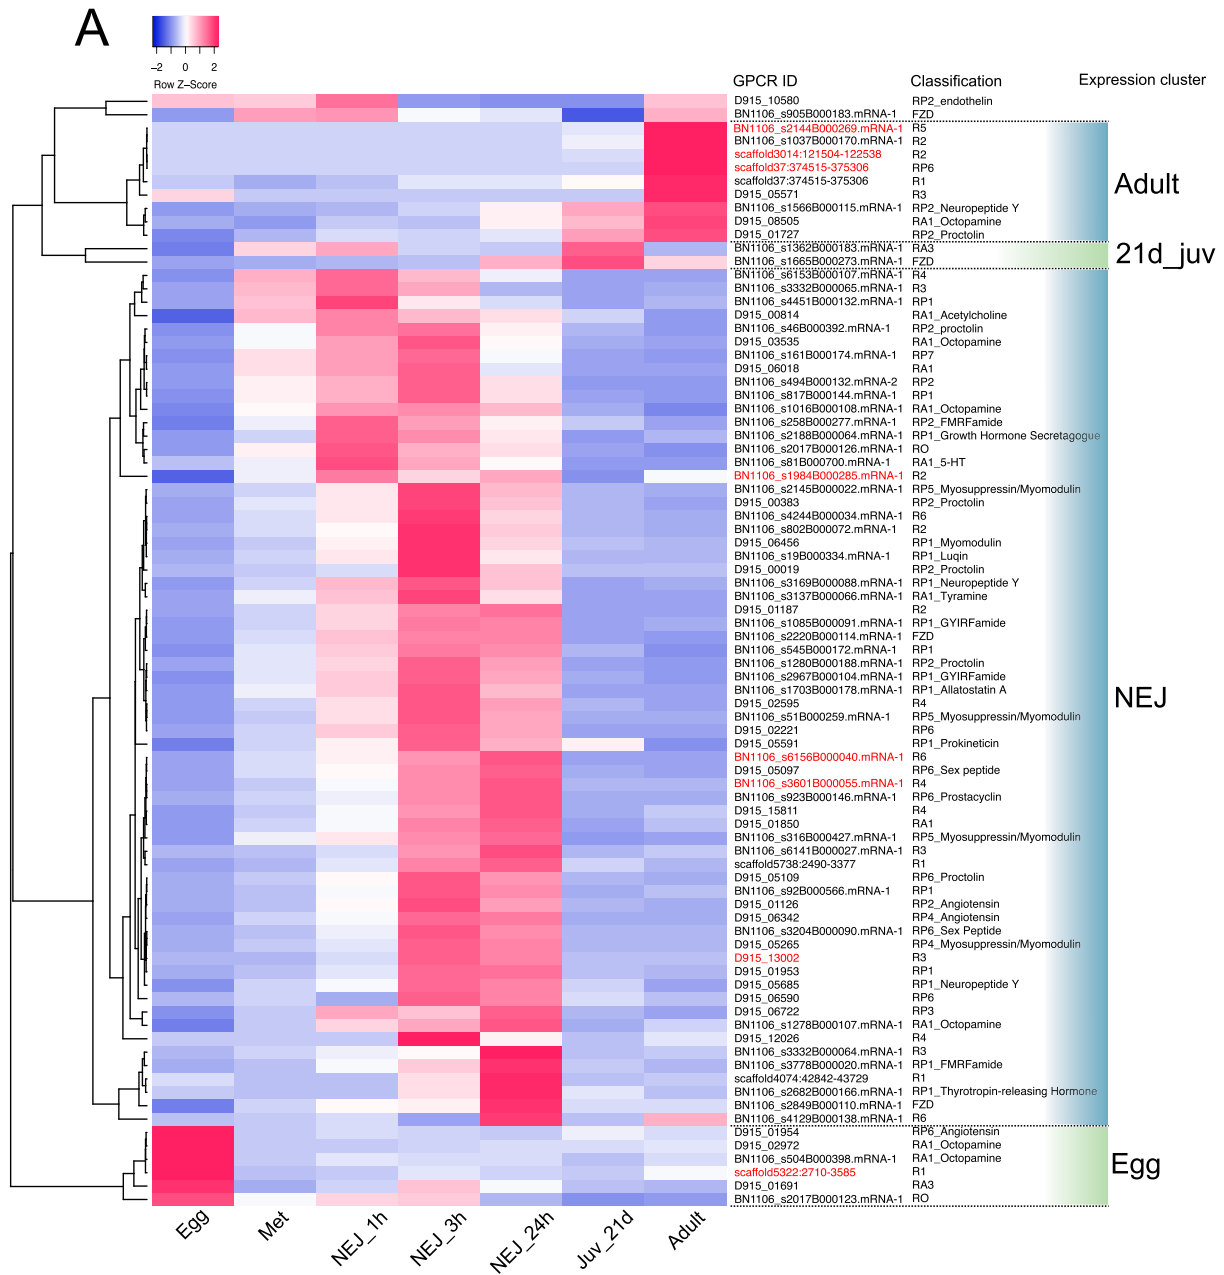 A
−2 0 2
Row Z−Score
GPCR ID Classification Expression cluster
D915_10580 RP2_endothelin
BN1106_s905B000183.mRNA-1 FZD
BN1106_s2144B000269.mRNA-1 R5
BN1106_s1037B000170.mRNA-1 R2
scaffold3014:121504-122538 R2
scaffold37:374515-375306 RP6
scaffold37:374515-375306 R1
D915_05571 R3
BN1106_s1566B000115.mRNA-1 RP2_Neuropeptide Y
D915_08505 RA1_Octopamine
D915_01727 RP2_Proctolin
Adult
BN1106_s1362B000183.mRNA-1 RA3
BN1106_s1665B000273.mRNA-1 FZD
21d_juv
BN1106_s6153B000107.mRNA-1 R4
BN1106_s3332B000065.mRNA-1 R3
BN1106_s4451B000132.mRNA-1 RP1
D915_00814 RA1_Acetylcholine
BN1106_s46B000392.mRNA-1 RP2_proctolin
D915_03535 RA1_Octopamine
BN1106_s161B000174.mRNA-1 RP7
D915_06018 RA1
BN1106_s494B000132.mRNA-2 RP2
BN1106_s817B000144.mRNA-1 RP1
BN1106_s1016B000108.mRNA-1 RA1_Octopamine
BN1106_s258B000277.mRNA-1 RP2_FMRFamide
BN1106_s2188B000064.mRNA-1 RP1_Growth Hormone Secretagogue
BN1106_s2017B000126.mRNA-1 RO
BN1106_s81B000700.mRNA-1 RA1_5-HT
BN1106_s1984B000285.mRNA-1 R2
BN1106_s2145B000022.mRNA-1 RP5_Myosuppressin/Myomodulin
D915_00383 RP2_Proctolin
BN1106_s4244B000034.mRNA-1 R6
BN1106_s802B000072.mRNA-1 R2
D915_06456 RP1_Myomodulin
BN1106_s19B000334.mRNA-1 RP1_Luqin
D915_00019 RP2_Proctolin
BN1106_s3169B000088.mRNA-1 RP1_Neuropeptide Y
BN1106_s3137B000066.mRNA-1 RA1_Tyramine
D915_01187 R2
BN1106_s1085B000091.mRNA-1 RP1_GYIRFamide
BN1106_s2220B000114.mRNA-1 FZD
BN1106_s545B000172.mRNA-1 RP1
BN1106_s1280B000188.mRNA-1 RP2_Proctolin
BN1106_s2967B000104.mRNA-1 RP1_GYIRFamide
BN1106_s1703B000178.mRNA-1 RP1_Allatostatin A
D915_02595 R4
BN1106_s51B000259.mRNA-1 RP5_Myosuppressin/Myomodulin
D915_02221 RP6
D915_05591 RP1_Prokineticin
BN1106_s6156B000040.mRNA-1 R6
D915_05097 RP6_Sex peptide
BN1106_s3601B000055.mRNA-1 R4
BN1106_s923B000146.mRNA-1 RP6_Prostacyclin
D915_15811 R4
D915_01850 RA1
BN1106_s316B000427.mRNA-1 RP5_Myosuppressin/Myomodulin
BN1106_s6141B000027.mRNA-1 R3
scaffold5738:2490-3377 R1
D915_05109 RP6_Proctolin
BN1106_s92B000566.mRNA-1 RP1
D915_01126 RP2_Angiotensin
D915_06342 RP4_Angiotensin
BN1106_s3204B000090.mRNA-1 RP6_Sex Peptide
D915_05265 RP4_Myosuppressin/Myomodulin
D915_13002 R3
D915_01953 RP1
D915_05685 RP1_Neuropeptide Y
D915_06590 RP6
D915_06722 RP3
BN1106_s1278B000107.mRNA-1 RA1_Octopamine
D915_12026 R4
BN1106_s3332B000064.mRNA-1 R3
BN1106_s3778B000020.mRNA-1 RP1_FMRFamide
scaffold4074:42842-43729 R1
BN1106_s2682B000166.mRNA-1 RP1_Thyrotropin-releasing Hormone
BN1106_s2849B000110.mRNA-1 FZD
BN1106_s4129B000138.mRNA-1 R6
NEJ
D915_01954 RP6_Angiotensin
D915_02972 RA1_Octopamine
BN1106_s504B000398.mRNA-1 RA1_Octopamine
scaffold5322:2710-3585 R1
D915_01691 RA3
BN1106_s2017B000123.mRNA-1 RO
Egg
Egg Met NEJ_1h NEJ_3h NEJ_24h Juv_21d Adult